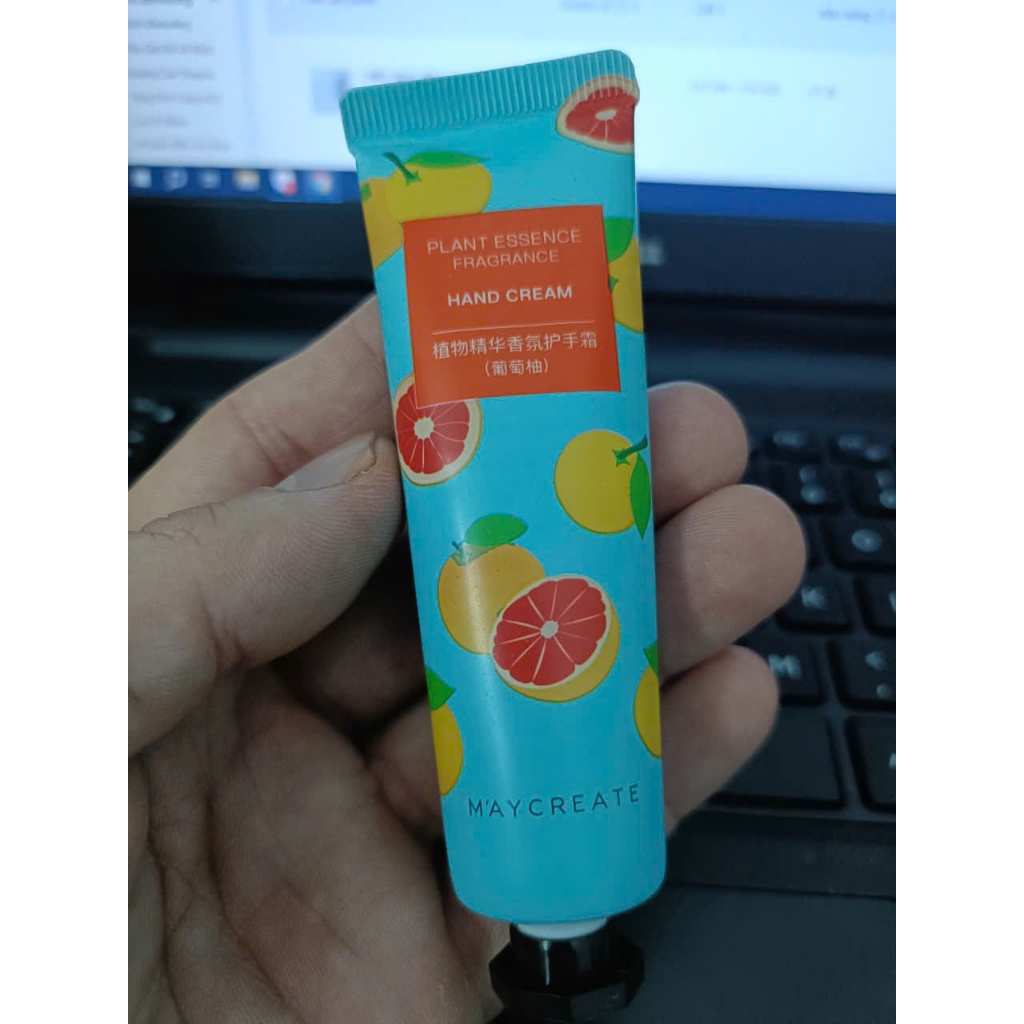 PLANT ESSENCE
FRAGRANCE
HAND CREAM
植物精华香氛护手霜
（葡萄柚）
M'AYCREATE
K
M